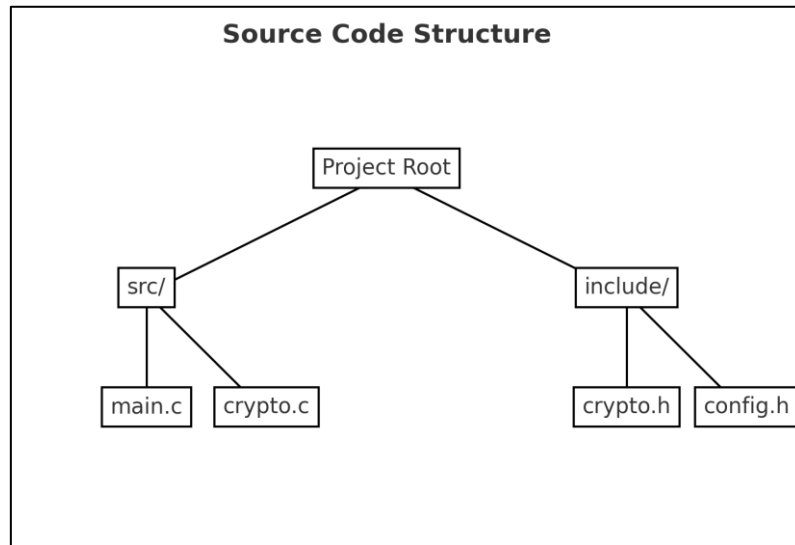 Source Code Structure
Project Root
src/
include/
main.c
crypto.c
crypto.h
config.h